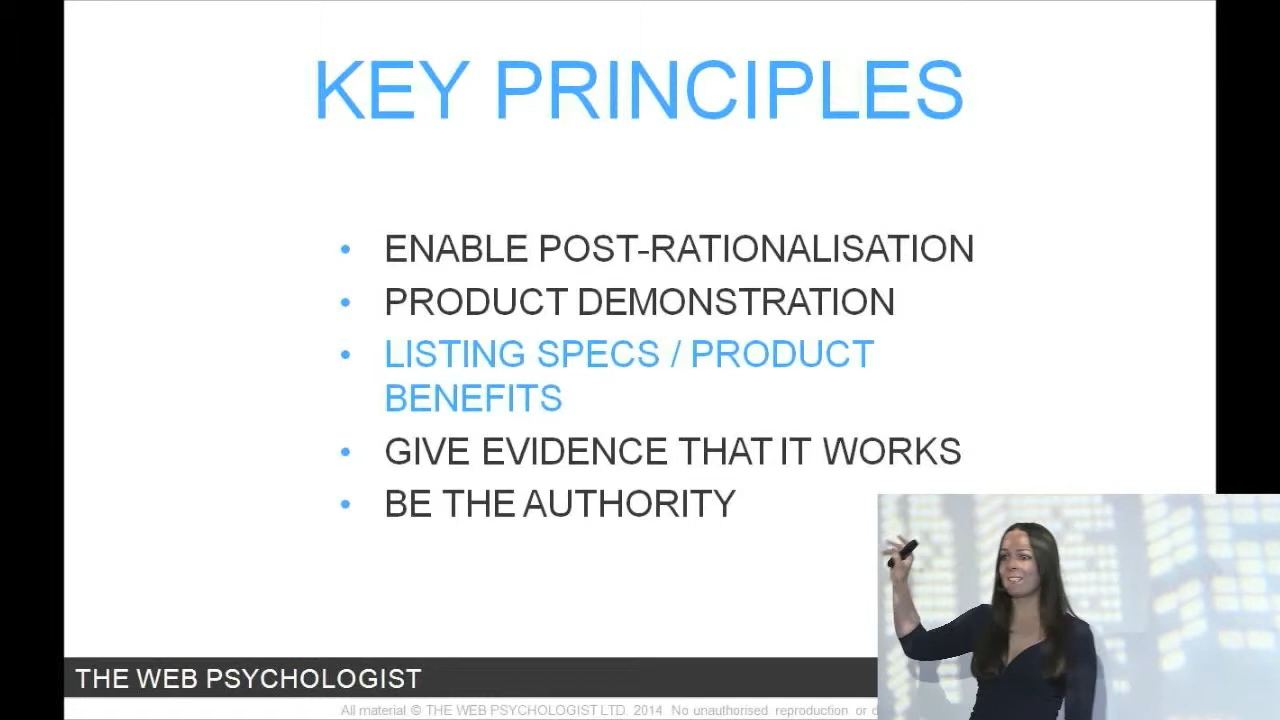 KEY PRINCIPLES
• ENABLE POST-RATIONALISATION
• PRODUCT DEMONSTRATION
• LISTING SPECS / PRODUCT
BENEFITS
• GIVE EVIDENCE THAT IT WORKS
• BE THE AUTHORITY
THE WEB PSYCHOLOGIST
All material © THE WEB PSYCHOLOGIST LTD. 2014 No unauthorised reproduction or